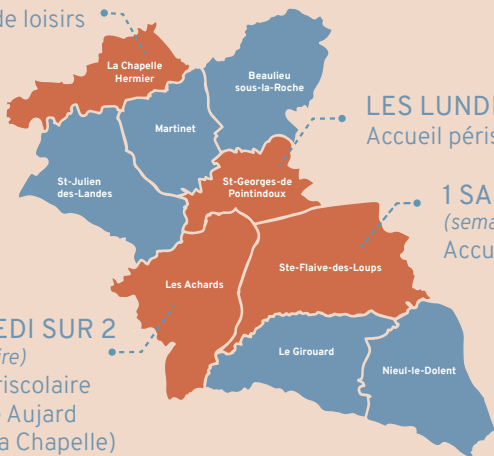 de loisirs
La Chapelle
Hermier
Beaulieu
sous-la-Roche
Martinet
LES LUNDI
Accueil péris
St-Julien
des-Landes
St-Georges-de
Pointindoux
1 SA
(sema
Accu
Les Achards
Ste-Flaive-des-Loups
EDI SUR 2
ire)
riscolaire
Aujard
a Chapelle)
Le Girouard
Nieul-le-Dolent